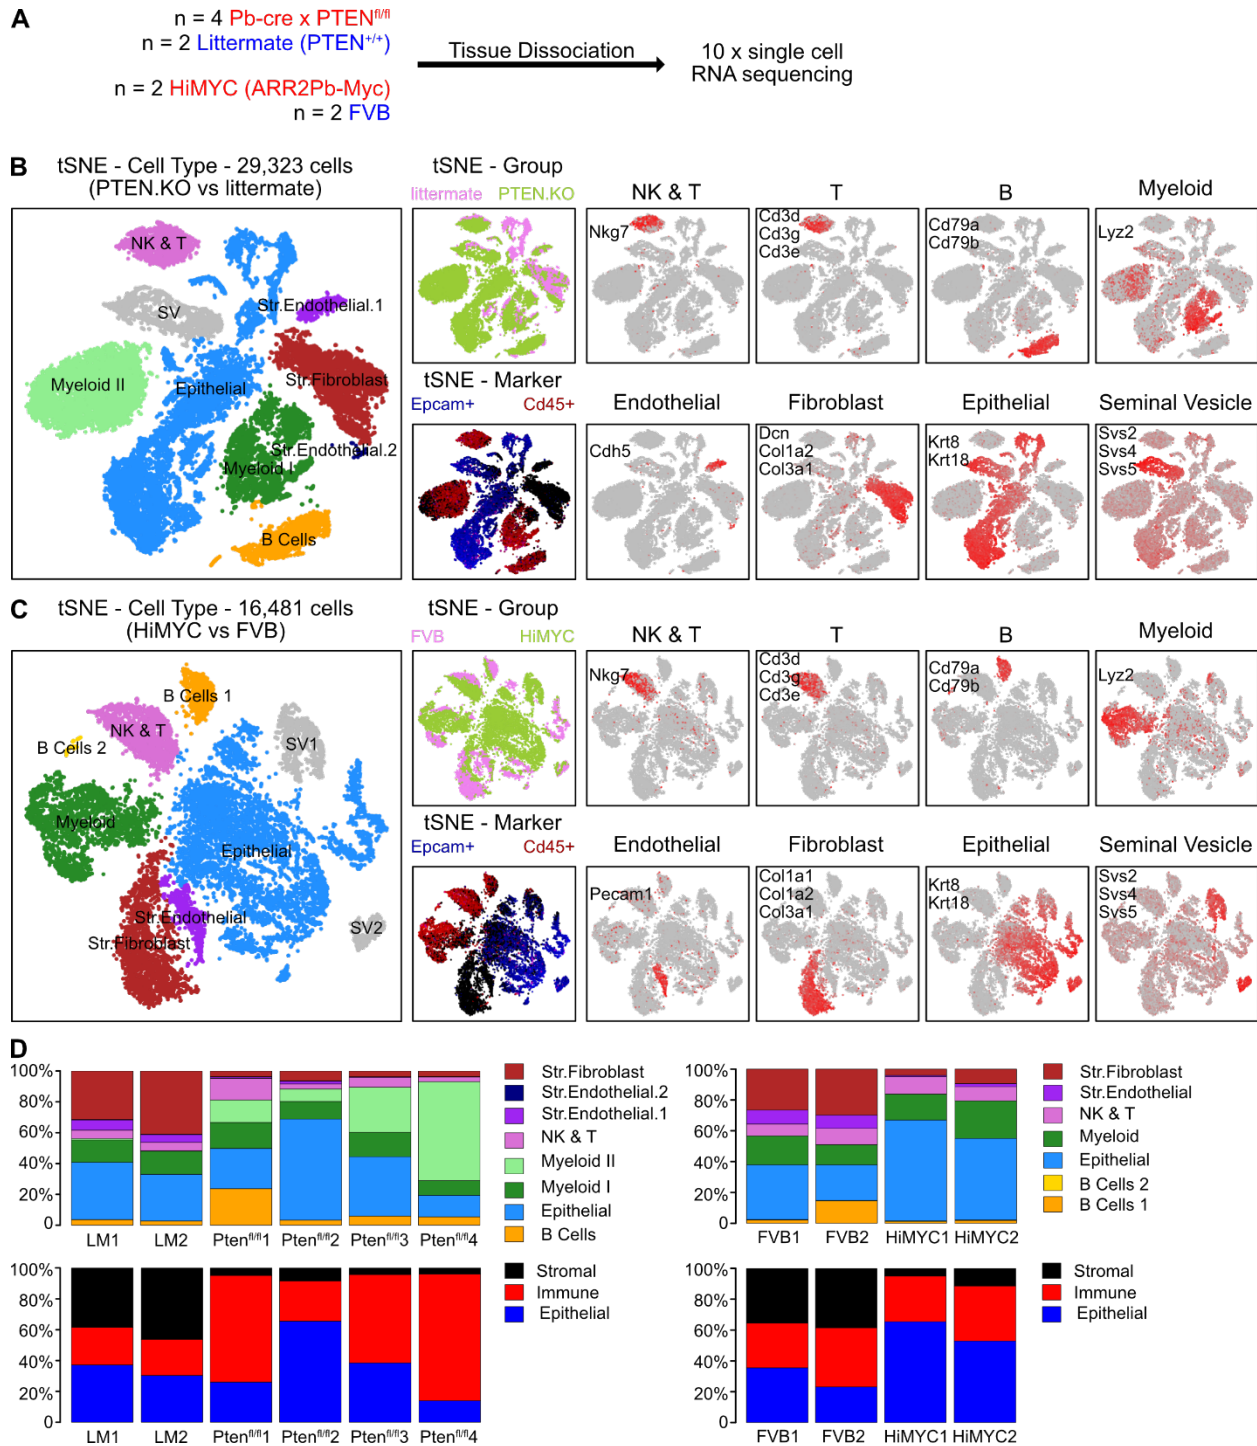 A
n = 4 Pb-cre x PTENfl/fl
n = 2 Littermate (PTEN+/+)
n = 2 HiMYC (ARR2Pb-Myc)
n = 2 FVB
Tissue Dissociation
10 x single cell
RNA sequencing
B
tSNE - Cell Type - 29,323 cells
(PTEN.KO vs littermate)
NK & T
SV
Str.Endothelial.1
Myeloid II
Epithelial
Str.Fibroblast
Str.Endothelial.2
Myeloid I
B Cells
tSNE - Group
littermate PTEN.KO
NK & T
Nkg7
T
Cd3d
Cd3g
Cd3e
B
Cd79a
Cd79b
Myeloid
Lyz2
tSNE - Marker
Epcam+ Cd45+
Endothelial
Cdh5
Fibroblast
Dcn
Col1a2
Col3a1
Epithelial
Krt8
Krt18
Seminal Vesicle
Svs2
Svs4
Svs5
C
tSNE - Cell Type - 16,481 cells
(HiMYC vs FVB)
B Cells 1
NK & T
B Cells 2
SV1
Myeloid
Epithelial
Str.Endothelial
Str.Fibroblast
SV2
tSNE - Group
FVB HiMYC
NK & T
Nkg7
T
Cd3d
Cd3g
Cd3e
B
Cd79a
Cd79b
Myeloid
Lyz2
tSNE - Marker
Epcam+ Cd45+
Endothelial
Pecam1
Fibroblast
Col1a1
Col1a2
Col3a1
Epithelial
Krt8
Krt18
Seminal Vesicle
Svs2
Svs4
Svs5
D
100%
80%
60%
40%
20%
0
LM1 LM2 Ptenfl/fl1 Ptenfl/fl2 Ptenfl/fl3 Ptenfl/fl4
Str.Fibroblast
Str.Endothelial.2
Str.Endothelial.1
NK & T
Myeloid II
Myeloid I
Epithelial
B Cells
100%
80%
60%
40%
20%
0
FVB1 FVB2 HiMYC1 HiMYC2
Str.Fibroblast
Str.Endothelial
NK & T
Myeloid
Epithelial
B Cells 2
B Cells 1
100%
80%
60%
40%
20%
0
LM1 LM2 Ptenfl/fl1 Ptenfl/fl2 Ptenfl/fl3 Ptenfl/fl4
Stromal
Immune
Epithelial
100%
80%
60%
40%
20%
0
FVB1 FVB2 HiMYC1 HiMYC2
Stromal
Immune
Epithelial